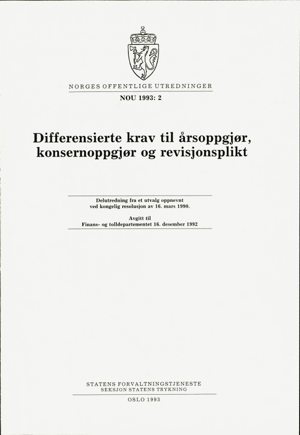 NORGES OFFENTLIGE UTREDNINGER
NOU 1993: 2
Differensierte krav til årsoppgjør,
konsernoppgjør og revisjonsplikt
Delutredning fra et utvalg oppnevnt
ved kongelig resolusjon av 16. mars 1990.
Avgitt til
Finans- og tolldepartementet 16. desember 1992
STATENS FORVALTNINGSTJENESTE
SEKSJON STATENS TRYKNING
OSLO 1993